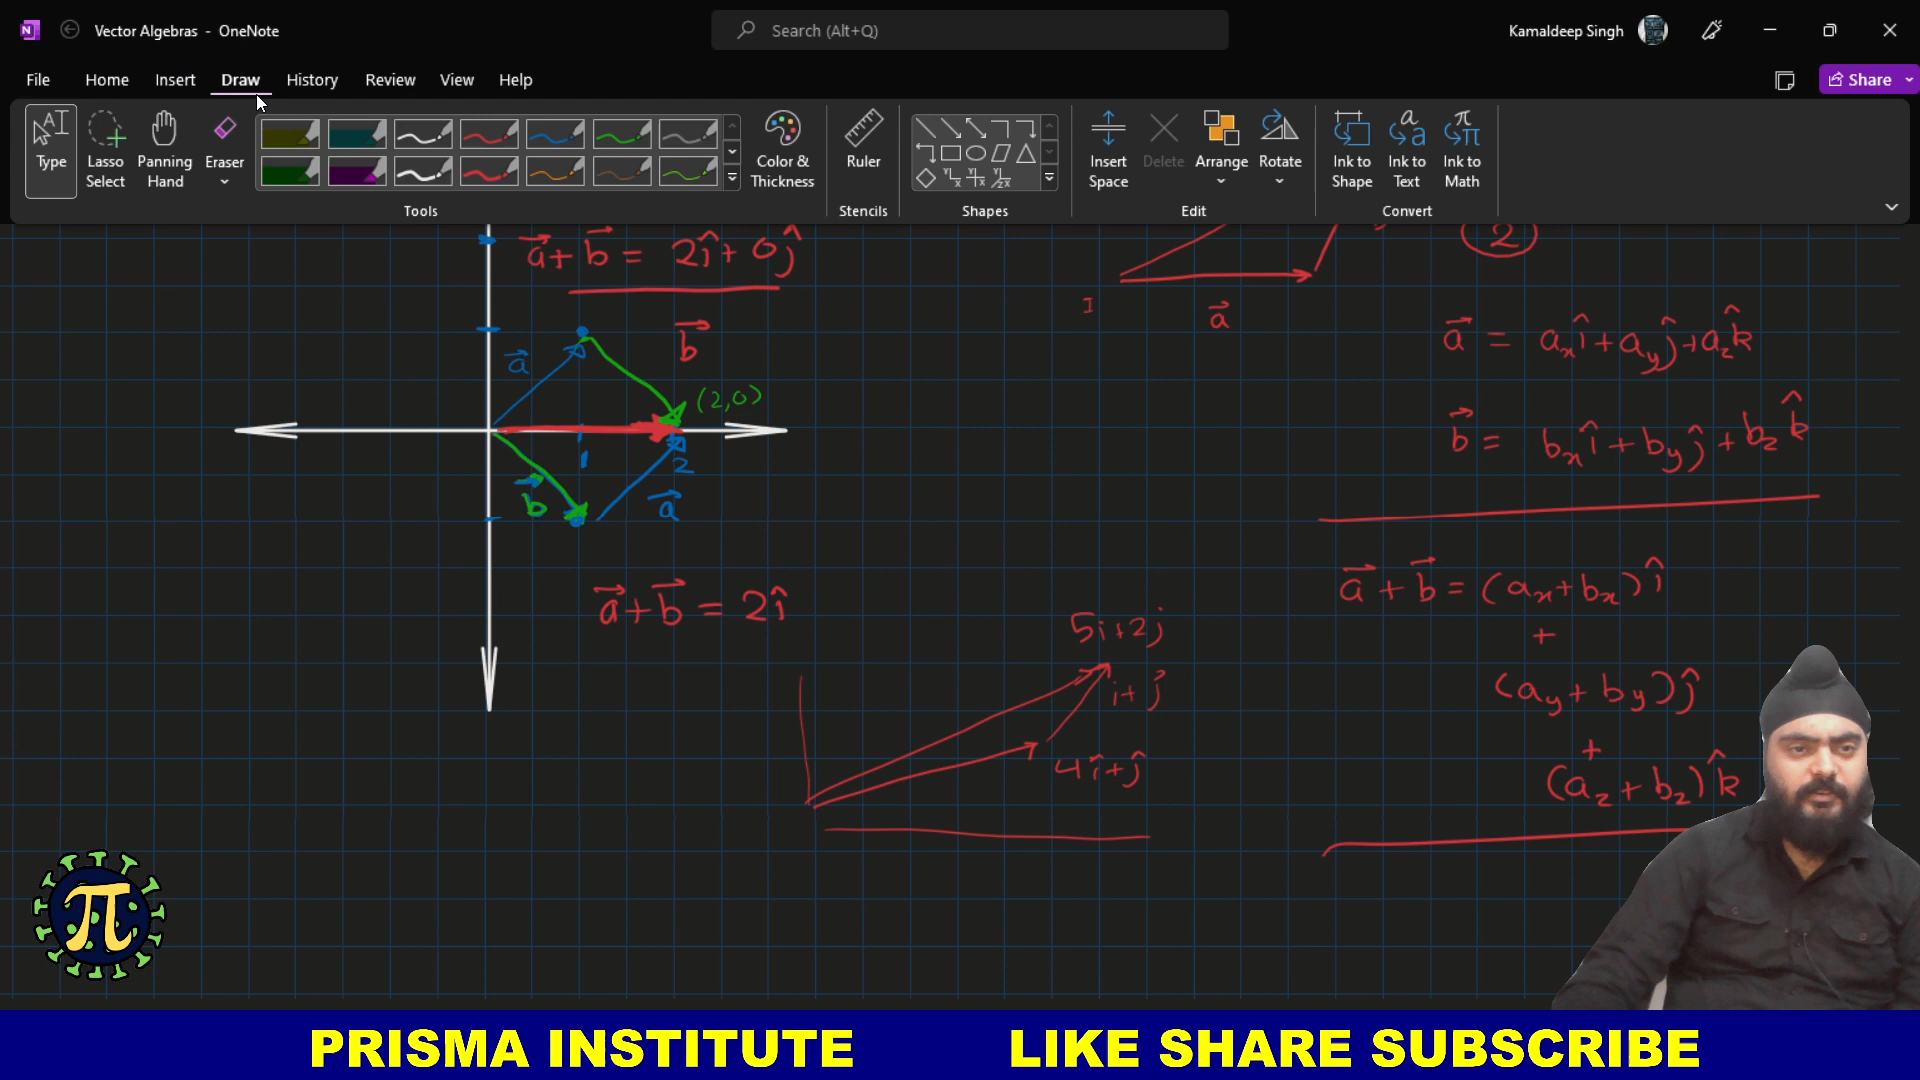 Vector Algebras - OneNote
Search (Alt+Q)
Kamaldeep Singh
File Home Insert Draw History Review View Help
Share
Type
Lasso Select
Panning Hand
Eraser
Color & Thickness
Ruler
Insert Space
Delete
Arrange
Rotate
Ink to Shape
Ink to Text
Ink to Math
Tools
Stencils
Shapes
Edit
Convert
a⃗ + b⃗ = 2î + 0ĵ
2
a⃗
b⃗
a⃗
a⃗ = aₓî + a_yĵ + a_zk̂
(2,0)
b⃗ = bₓî + b_yĵ + b_zk̂
1
2
b⃗
a⃗
a⃗ + b⃗ = 2î
a⃗ + b⃗ = (aₓ + bₓ)î
+
(a_y + b_y)ĵ
+
(a_z + b_z)k̂
5i + 2j
i + j
4î + ĵ
π
PRISMA INSTITUTE LIKE SHARE SUBSCRIBE